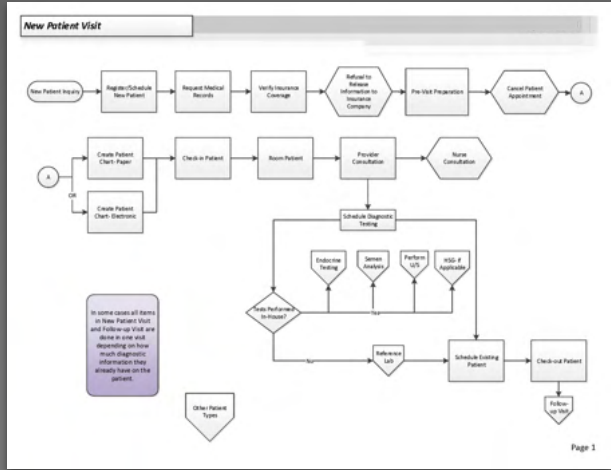 New Patient Visit
New Patient Inquiry
Register/Schedule
New Patient
Request Medical
Records
Verify Insurance
Coverage
Refusal to
Release
Information to
Insurance
Company
Pre-Visit Preparation
Cancel Patient
Appointment
A
A
OR
Create Patient
Chart- Paper
Create Patient
Chart- Electronic
Check-in Patient
Room Patient
Provider
Consultation
Nurse
Consultation
Schedule Diagnostic
Testing
Endocrine
Testing
Semen
Analysis
Perform
U/S
HSG- if
Applicable
Tests Performed
In-House?
Yes
No
Reference
Lab
Schedule Existing
Patient
Check-out Patient
Follow-
up Visit
In some cases all items
in New Patient Visit
and Follow-up Visit are
done in one visit
depending on how
much diagnostic
information they
already have on the
patient.
Other Patient
Types
Page 1